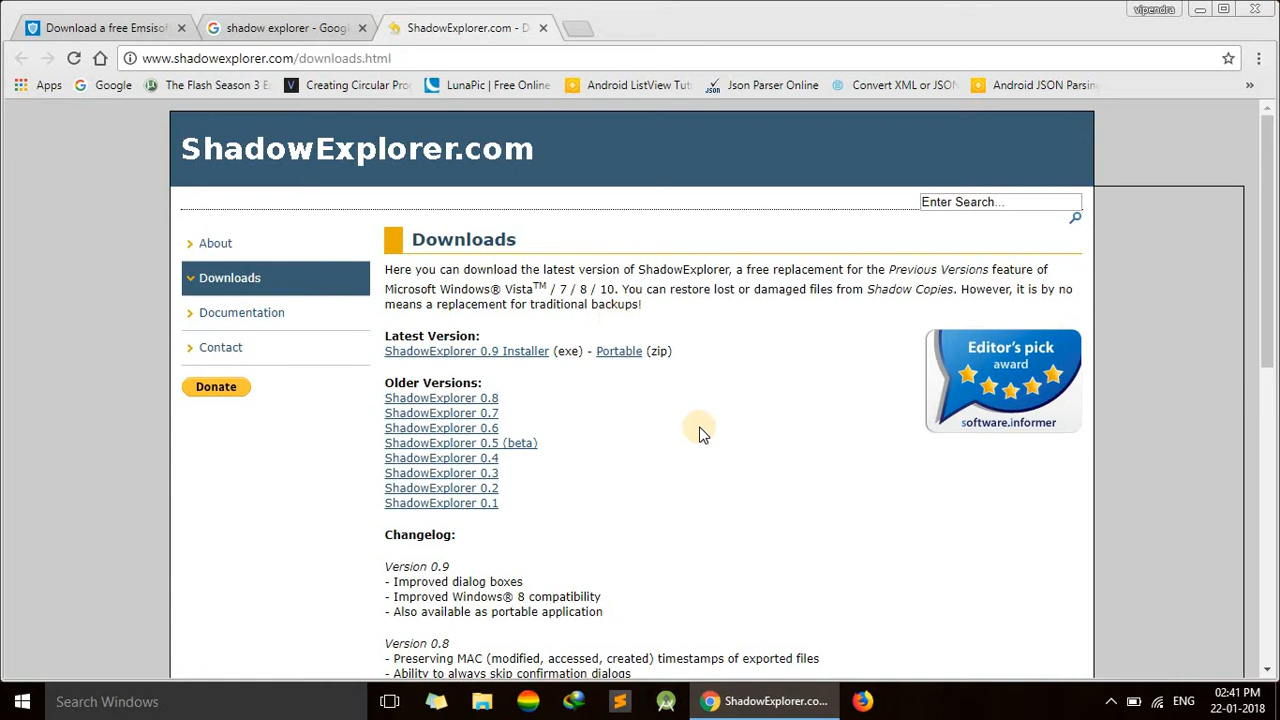 vipendra
Download a free Emsisof
shadow explorer - Goog
ShadowExplorer.com - D
www.shadowexplorer.com/downloads.html
Apps
Google
The Flash Season 3 E
Creating Circular Pro
LunaPic | Free Online
Android ListView Tut
Json Parser Online
Convert XML or JSON
Android JSON Parsing
»
ShadowExplorer.com
Enter Search...
About
Downloads
Documentation
Contact
Donate
Downloads
Here you can download the latest version of ShadowExplorer, a free replacement for the Previous Versions feature of
Microsoft Windows® Vista™ / 7 / 8 / 10. You can restore lost or damaged files from Shadow Copies. However, it is by no
means a replacement for traditional backups!
Latest Version:
ShadowExplorer 0.9 Installer (exe) - Portable (zip)
Older Versions:
ShadowExplorer 0.8
ShadowExplorer 0.7
ShadowExplorer 0.6
ShadowExplorer 0.5 (beta)
ShadowExplorer 0.4
ShadowExplorer 0.3
ShadowExplorer 0.2
ShadowExplorer 0.1
Editor's pick
award
software.informer
Changelog:
Version 0.9
- Improved dialog boxes
- Improved Windows® 8 compatibility
- Also available as portable application
Version 0.8
- Preserving MAC (modified, accessed, created) timestamps of exported files
- Ability to always skip confirmation dialogs
Search Windows
ShadowExplorer.co...
ENG
02:41 PM
22-01-2018